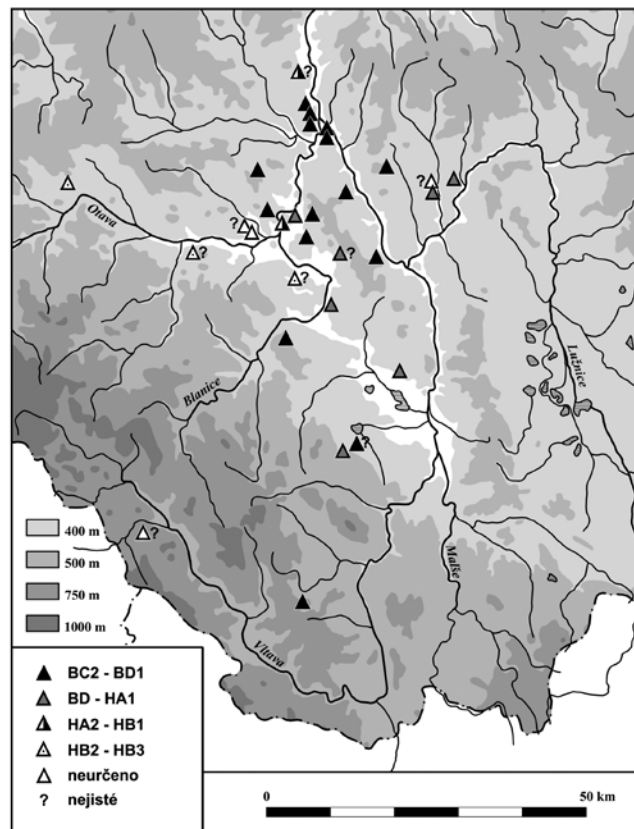 ?
?
?
Otava
?
?
?
Lužnice
Blanice
?
400 m
500 m
750 m
1000 m
?
Malše
Vltava
BC2 - BD1
BD - HA1
HA2 - HB1
HB2 - HB3
neurčeno
? nejisté
0 50 km